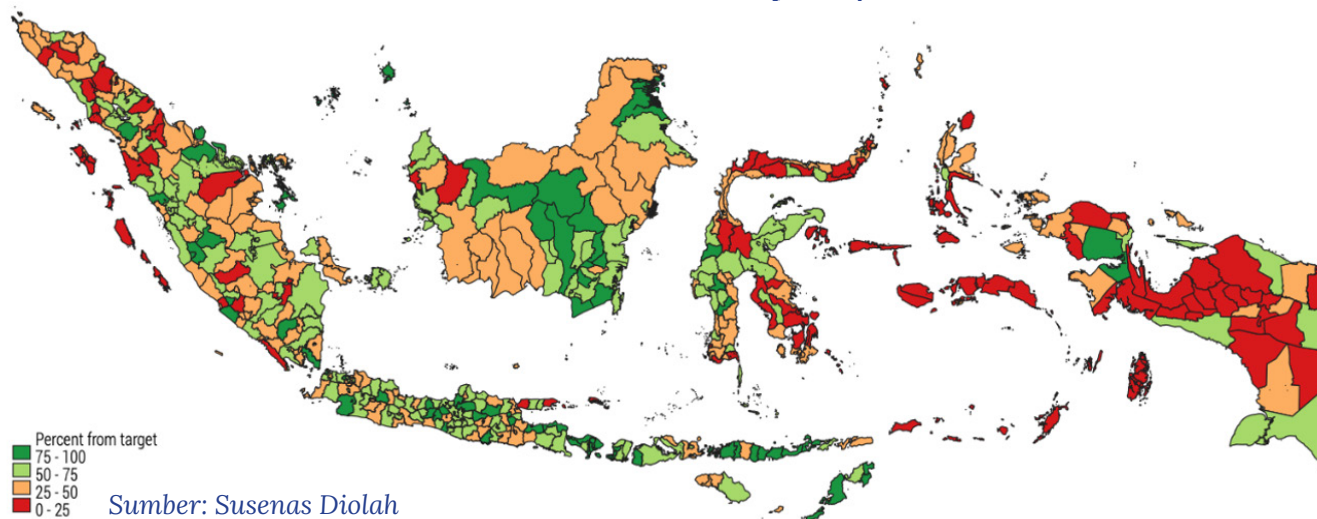 Percent from target
75 - 100
50 - 75
25 - 50
0 - 25
Sumber: Susenas Diolah